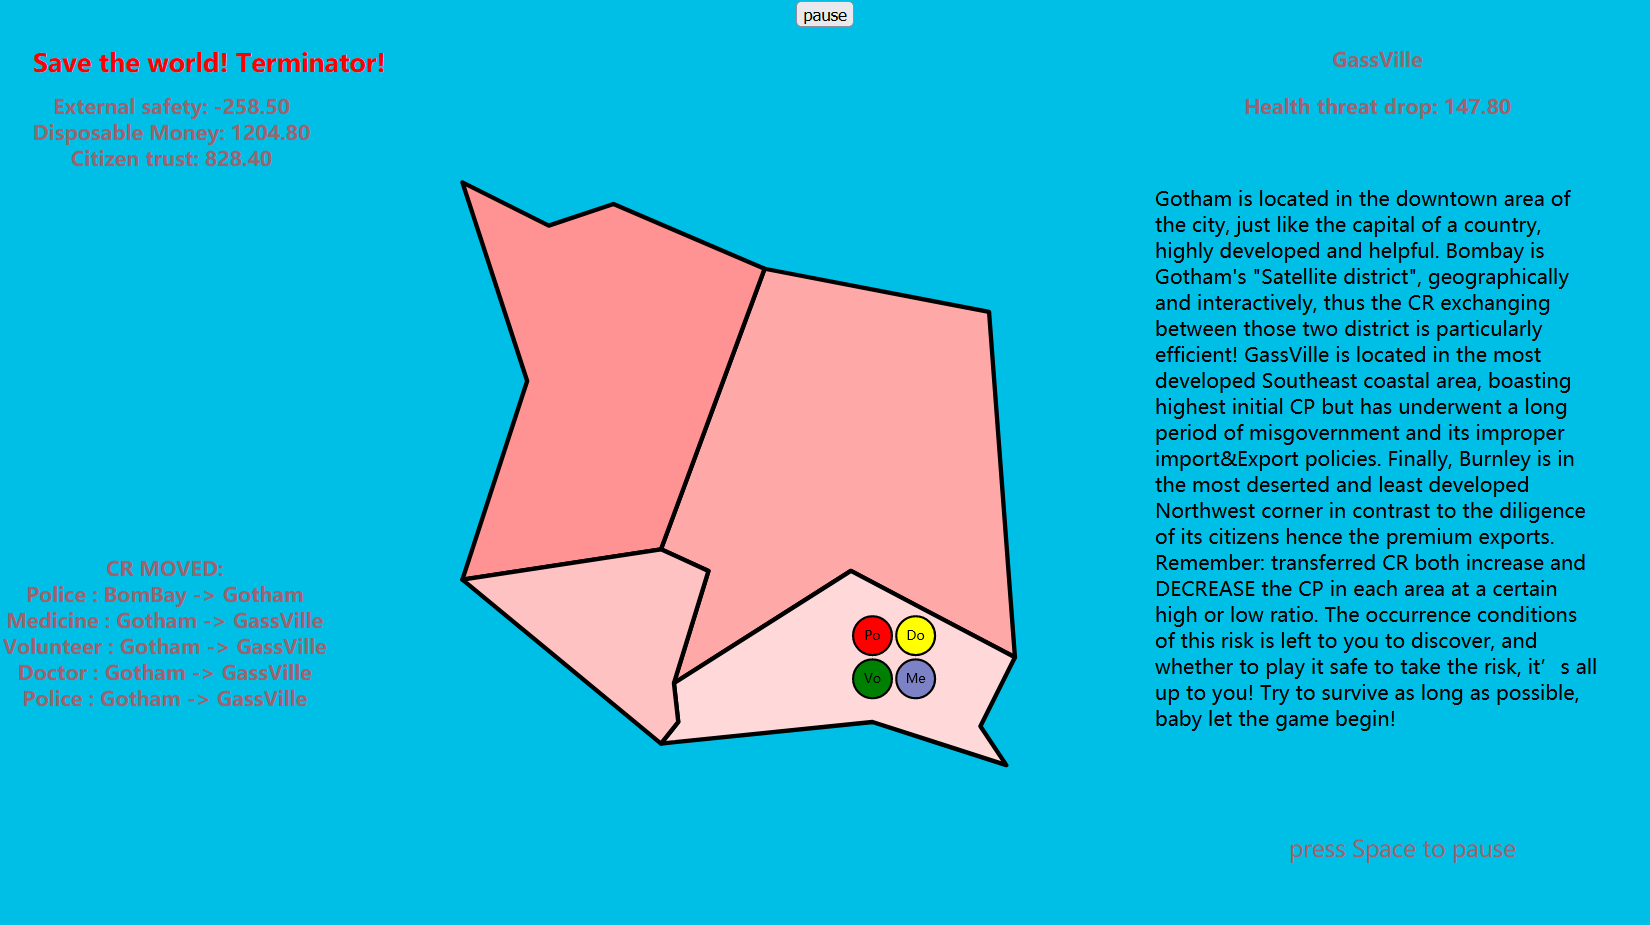 pause
Save the world! Terminator!
External safety: -258.50
Disposable Money: 1204.80
Citizen trust: 828.40
GassVille
Health threat drop: 147.80
Gotham is located in the downtown area of
the city, just like the capital of a country,
highly developed and helpful. Bombay is
Gotham's "Satellite district", geographically
and interactively, thus the CR exchanging
between those two district is particularly
efficient! GassVille is located in the most
developed Southeast coastal area, boasting
highest initial CP but has underwent a long
period of misgovernment and its improper
import&Export policies. Finally, Burnley is in
the most deserted and least developed
Northwest corner in contrast to the diligence
of its citizens hence the premium exports.
Remember: transferred CR both increase and
DECREASE the CP in each area at a certain
high or low ratio. The occurrence conditions
of this risk is left to you to discover, and
whether to play it safe to take the risk, it’s all
up to you! Try to survive as long as possible,
baby let the game begin!
CR MOVED:
Police : BomBay -> Gotham
Medicine : Gotham -> GassVille
Volunteer : Gotham -> GassVille
Doctor : Gotham -> GassVille
Police : Gotham -> GassVille
Po
Do
Vo
Me
press Space to pause